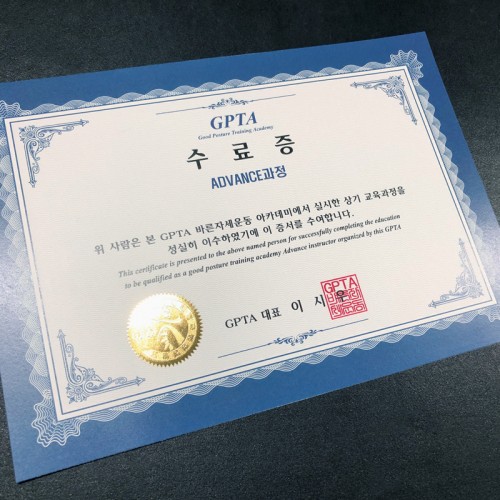 GPTA
Good Posture Training Academy
수료증
ADVANCE과정
위 사람은 본 GPTA 바른자세운동 아카데미에서 실시한 상기 교육과정을
성실히 이수하였기에 이 증서를 수여합니다.
This certificate is presented to the above named person for successfully completing the education
to be qualified as a good posture training academy Advance instructor organized by this GPTA
GPTA 대표 이 시우
GPTA